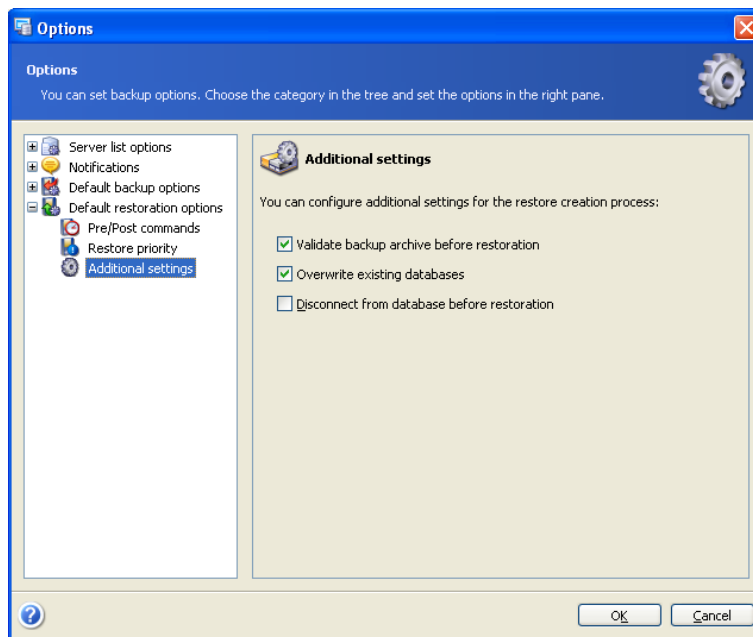 Options
Options
You can set backup options. Choose the category in the tree and set the options in the right pane.
Server list options
Notifications
Default backup options
Default restoration options
Pre/Post commands
Restore priority
Additional settings
Additional settings
You can configure additional settings for the restore creation process:
Validate backup archive before restoration
Overwrite existing databases
Disconnect from database before restoration
OK
Cancel